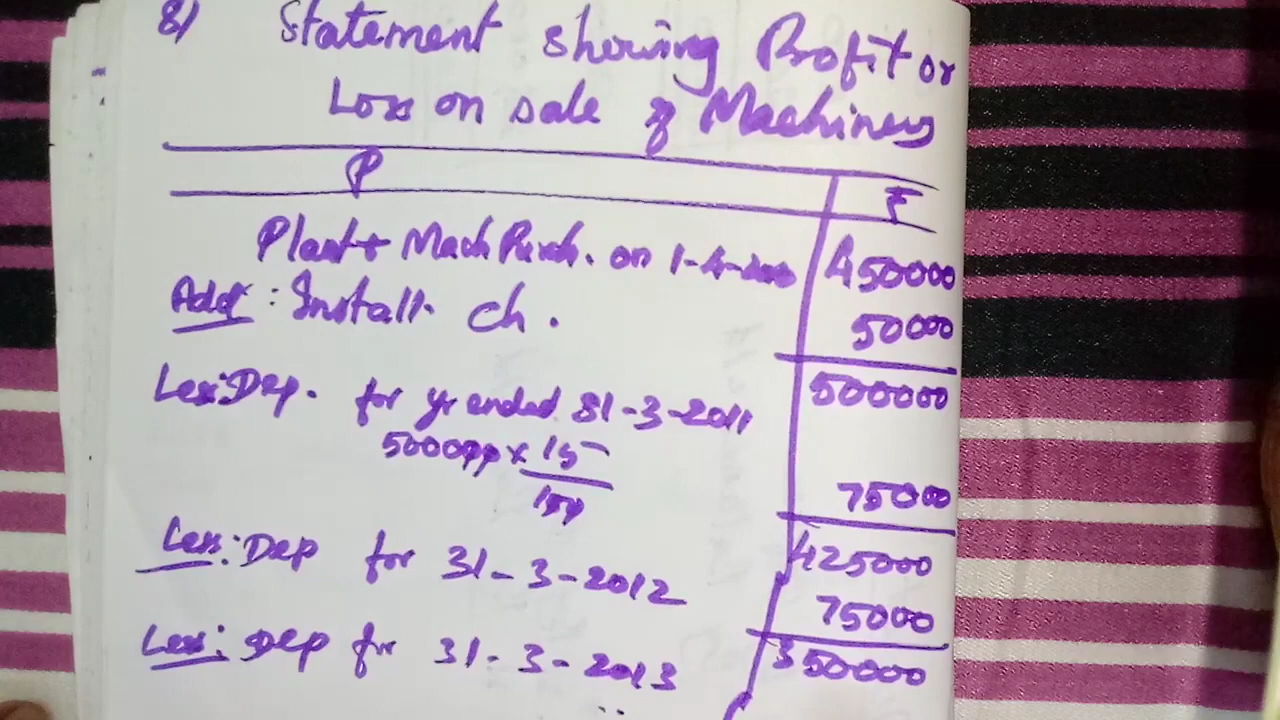 8) Statement showing Profit or
Loss on sale of Machinery
P ₹
Plant + Mach Purch. on 1-4- 450000
Add: Install. ch. 50000
500000
Less: Dep. for yr ended 31-3-2011
500000 x 15
100 75000
425000
Less: Dep for 31-3-2012 75000
350000
Less: Dep for 31-3-2013